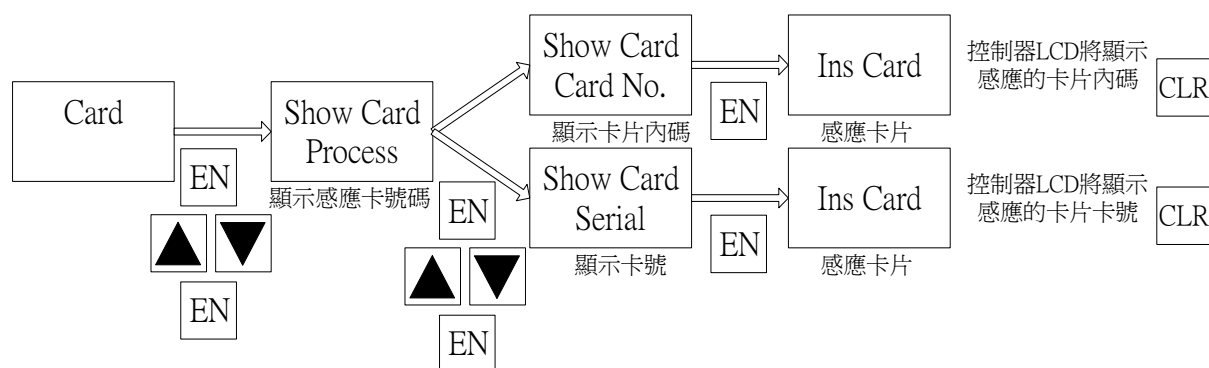 Card
EN
EN
Show Card
Process
顯示感應卡號碼
EN
EN
Show Card
Card No.
顯示卡片內碼
EN
Ins Card
感應卡片
控制器LCD將顯示
感應的卡片內碼
CLR
Show Card
Serial
顯示卡號
EN
Ins Card
感應卡片
控制器LCD將顯示
感應的卡片卡號
CLR